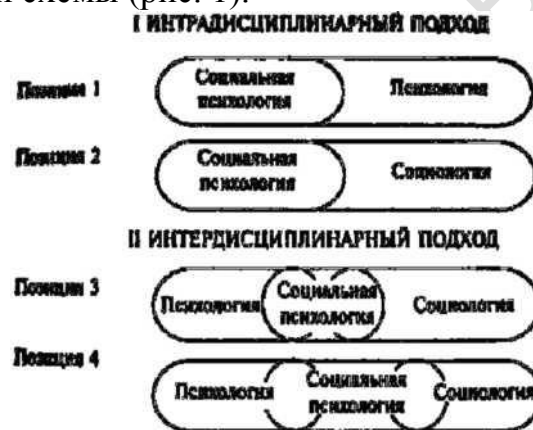 и схемы (рис. 1).
I ИНТРАДИСЦИПЛИНАРНЫЙ ПОДХОД
Позиция 1
Социальная
психология
Психология
Позиция 2
Социальная
психология
Социология
II ИНТЕРДИСЦИПЛИНАРНЫЙ ПОДХОД
Позиция 3
Психология
Социальная
психология
Социология
Позиция 4
Психология
Социальная
психология
Социология